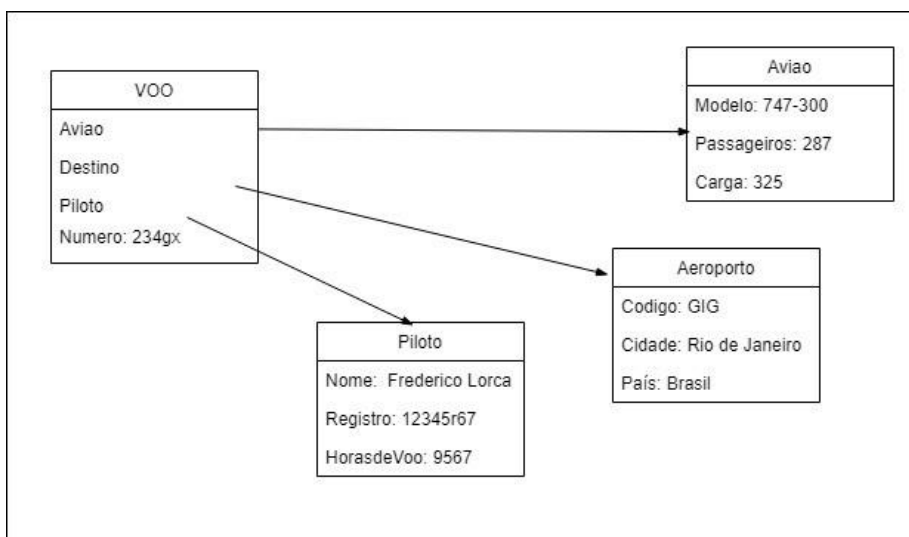 VOO
Aviao
Destino
Piloto
Numero: 234gx
Aviao
Modelo: 747-300
Passageiros: 287
Carga: 325
Aeroporto
Codigo: GIG
Cidade: Rio de Janeiro
País: Brasil
Piloto
Nome:  Frederico Lorca
Registro: 12345r67
HorasdeVoo: 9567